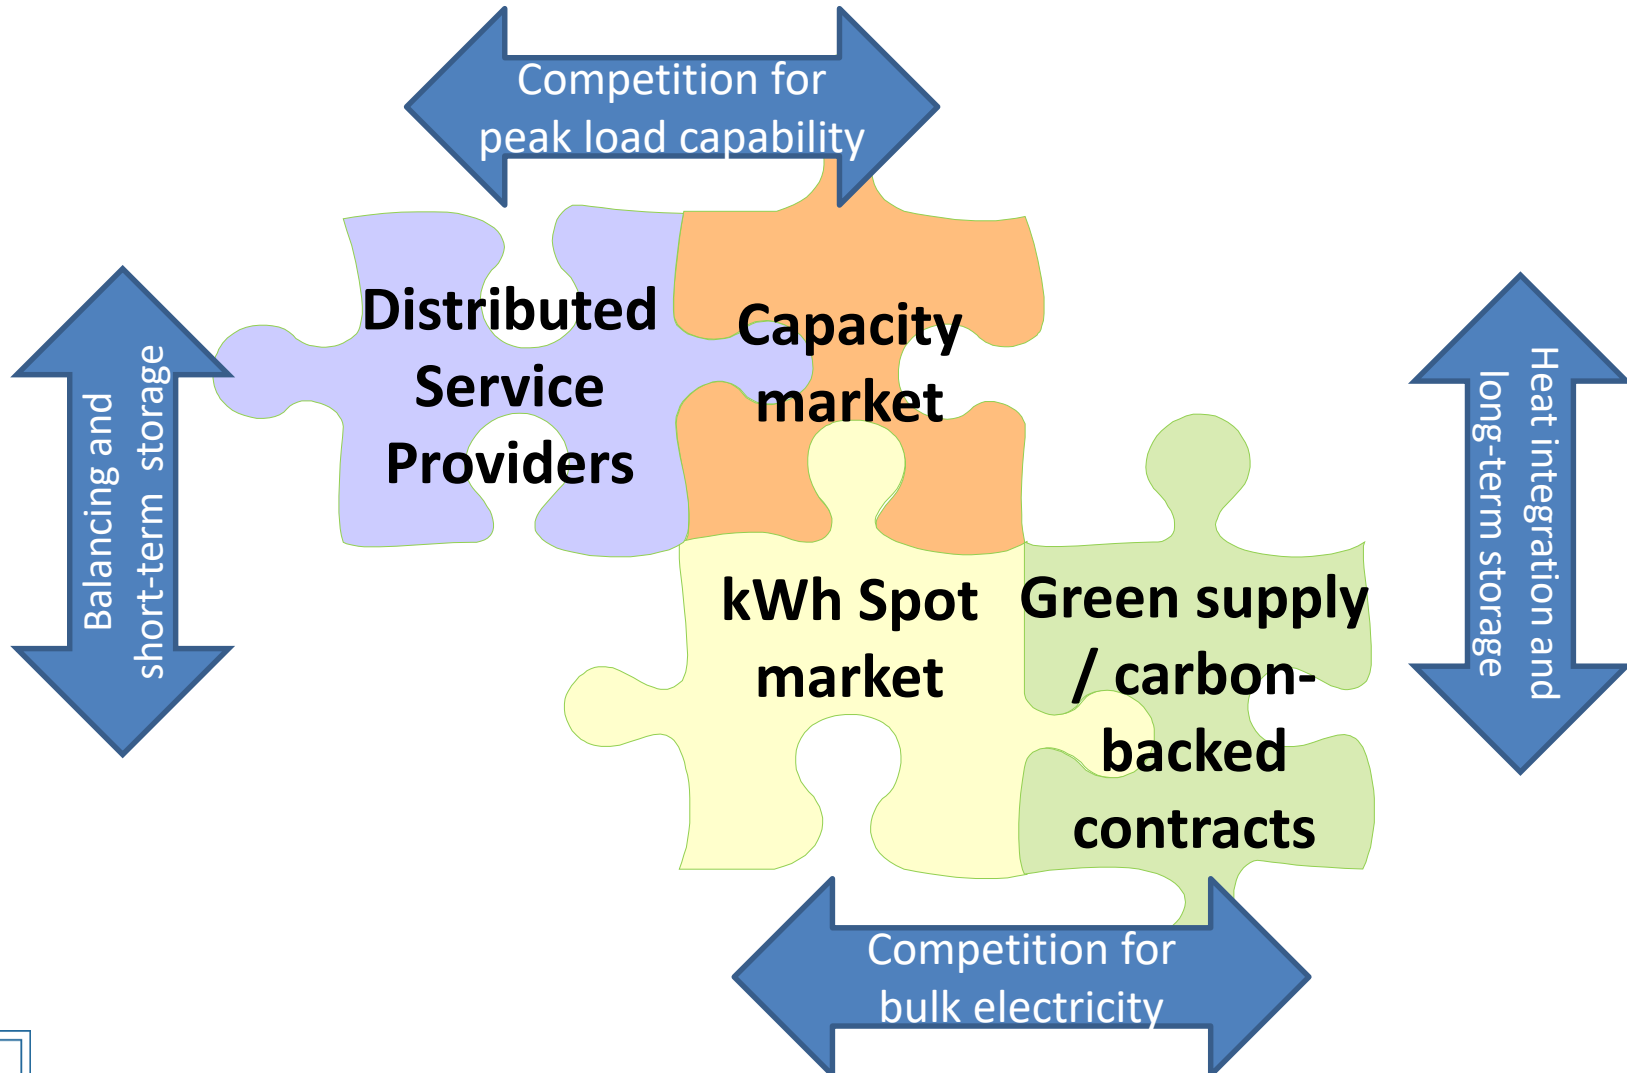 Competition for
peak load capability
Distributed
Service
Providers
Capacity
market
Balancing and
short-term storage
Heat integration and
long-term storage
kWh Spot
market
Green supply
/ carbon-
backed
contracts
Competition for
bulk electricity